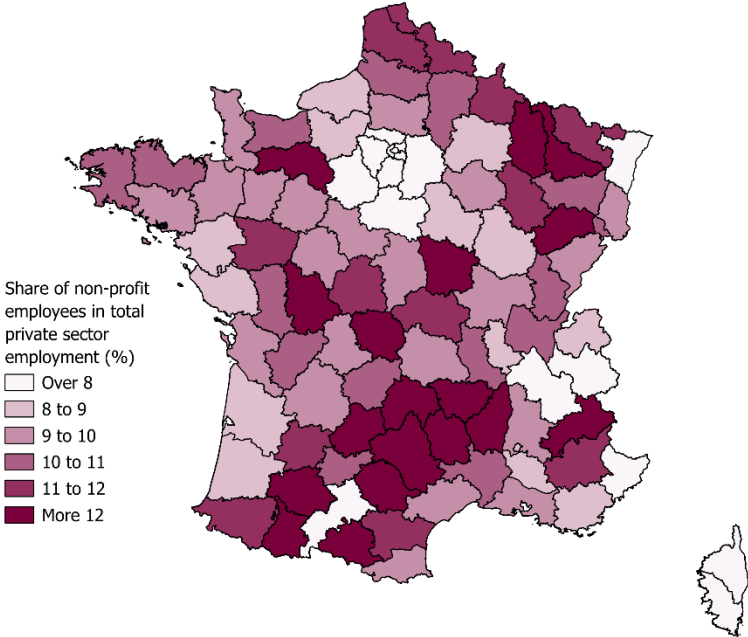 Share of non-profit
employees in total
private sector
employment (%)
Over 8
8 to 9
9 to 10
10 to 11
11 to 12
More 12